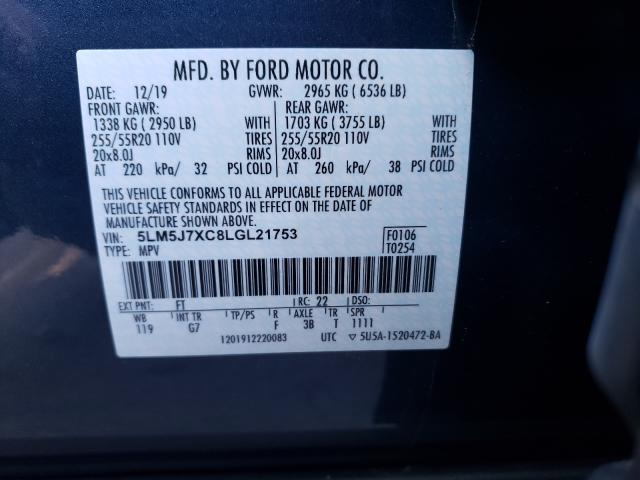 MFD. BY FORD MOTOR CO.
DATE: 12/19 GVWR: 2965 KG ( 6536 LB)
FRONT GAWR: REAR GAWR:
1338 KG ( 2950 LB) WITH 1703 KG ( 3755 LB) WITH
255/55R20 110V TIRES 255/55R20 110V TIRES
20x8.0J RIMS 20x8.0J RIMS
AT 220 kPa/ 32 PSI COLD AT 260 kPa/ 38 PSI COLD
THIS VEHICLE CONFORMS TO ALL APPLICABLE FEDERAL MOTOR
VEHICLE SAFETY STANDARDS IN EFFECT ON THE DATE OF
MANUFACTURE SHOWN ABOVE.
VIN: 5LM5J7XC8LGL21753 F0106
TYPE: MPV T0254
EXT PNT: FT RC: 22 DSO:
WB INT TR TP/PS R AXLE TR SPR
119 G7 F 3B T 1111
1201912220083 UTC ▽ 5U5A-1520472-BA